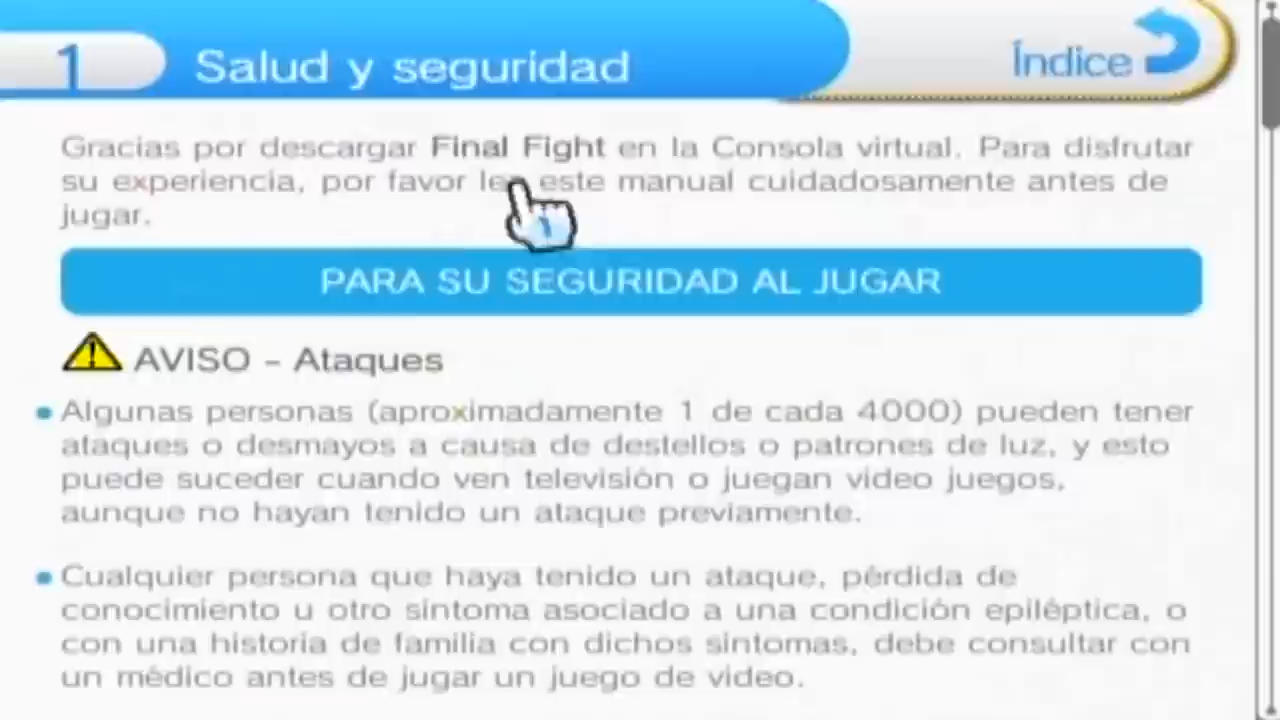 1
Salud y seguridad
Índice
Gracias por descargar Final Fight en la Consola virtual. Para disfrutar
su experiencia, por favor este manual cuidadosamente antes de
jugar.
PARA SU SEGURIDAD AL JUGAR
AVISO - Ataques
Algunas personas (aproximadamente 1 de cada 4000) pueden tener
ataques o desmayos a causa de destellos o patrones de luz, y esto
puede suceder cuando ven televisión o juegan video juegos,
aunque no hayan tenido un ataque previamente.
Cualquier persona que haya tenido un ataque, pérdida de
conocimiento u otro síntoma asociado a una condición epiléptica, o
con una historia de familia con dichos síntomas, debe consultar con
un médico antes de jugar un juego de video.